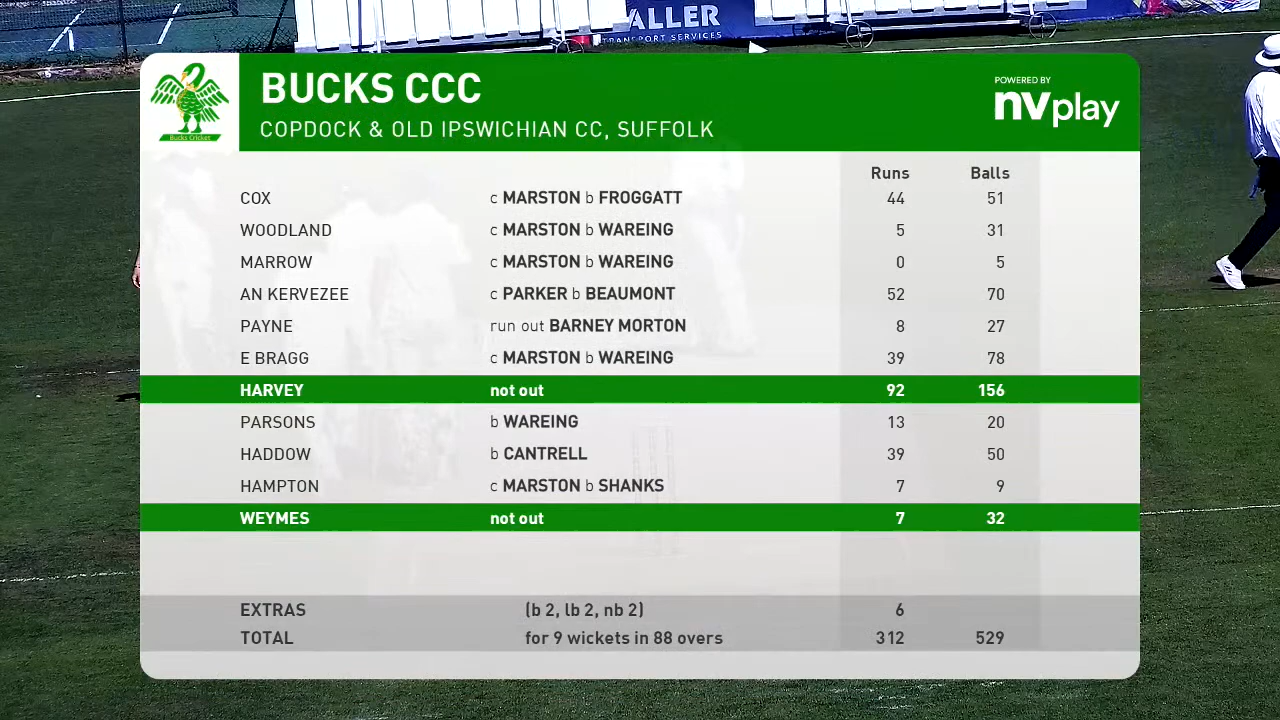 ALLER
TRANSPORT SERVICES
BUCKS CCC
COPDOCK & OLD IPSWICHIAN CC, SUFFOLK
POWERED BY
nvplay
Bucks Cricket
Runs Balls
COX c MARSTON b FROGGATT 44 51
WOODLAND c MARSTON b WAREING 5 31
MARROW c MARSTON b WAREING 0 5
AN KERVEZEE c PARKER b BEAUMONT 52 70
PAYNE run out BARNEY MORTON 8 27
E BRAGG c MARSTON b WAREING 39 78
HARVEY not out 92 156
PARSONS b WAREING 13 20
HADDOW b CANTRELL 39 50
HAMPTON c MARSTON b SHANKS 7 9
WEYMES not out 7 32
EXTRAS (b 2, lb 2, nb 2) 6
TOTAL for 9 wickets in 88 overs 312 529